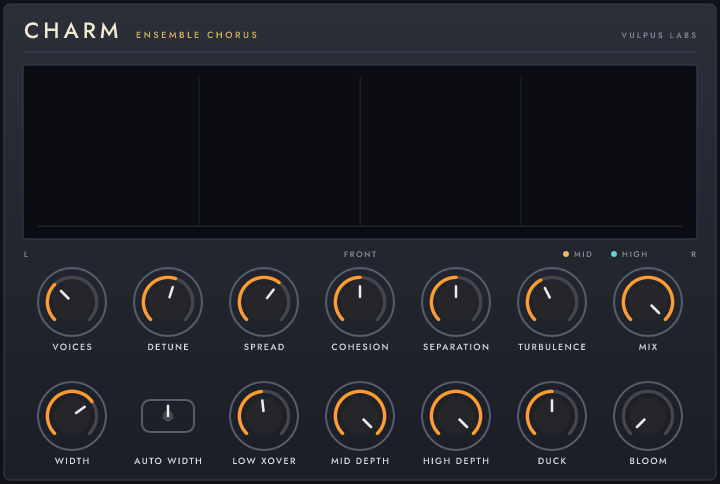 CHARM ENSEMBLE CHORUS VULPUS LABS
L FRONT MID HIGH R
VOICES DETUNE SPREAD COHESION SEPARATION TURBULENCE MIX
WIDTH AUTO WIDTH LOW XOVER MID DEPTH HIGH DEPTH DUCK BLOOM